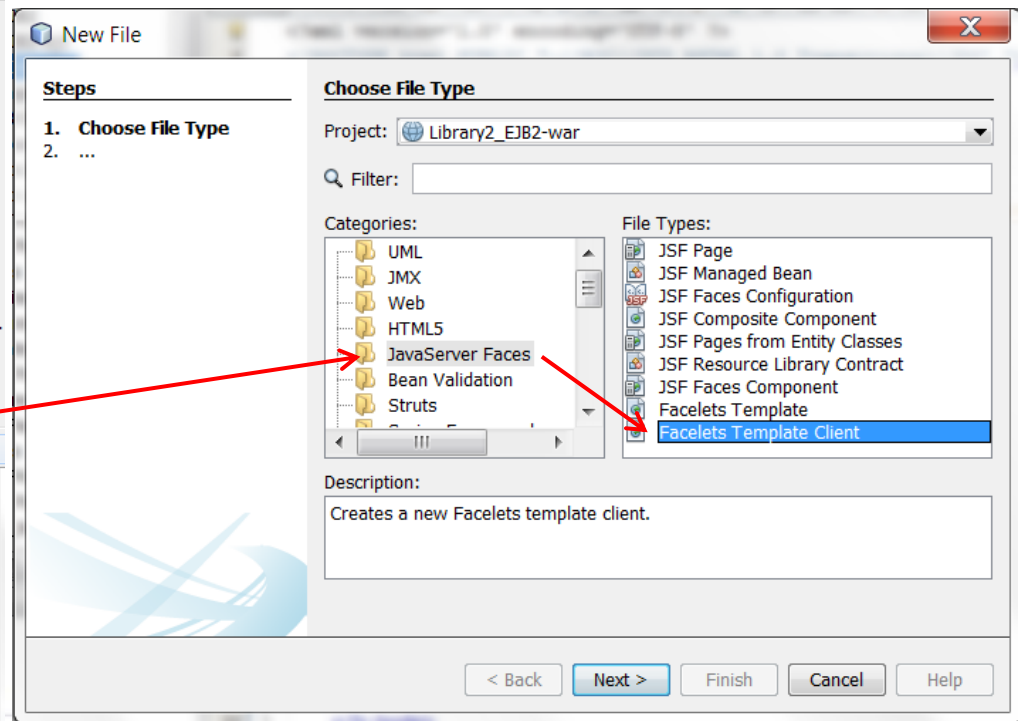 New File
X
Steps
1. Choose File Type
2. ...
Choose File Type
Project: Library2_EJB2-war
Filter:
Categories:
UML
JMX
Web
HTML5
JavaServer Faces
Bean Validation
Struts
File Types:
JSF Page
JSF Managed Bean
JSF Faces Configuration
JSF Composite Component
JSF Pages from Entity Classes
JSF Resource Library Contract
JSF Faces Component
Facelets Template
Facelets Template Client
Description:
Creates a new Facelets template client.
< Back
Next >
Finish
Cancel
Help